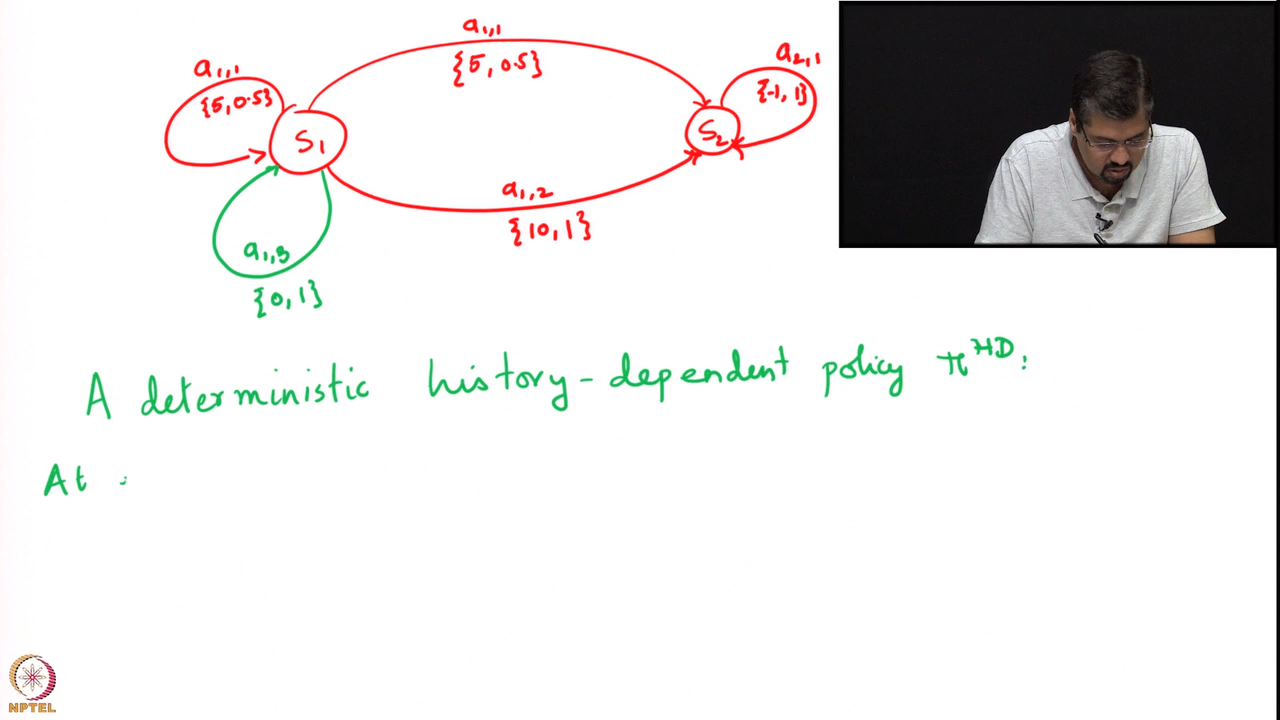 a1,1
{5, 0.5}
a1,1
{5, 0.5}
a2,1
{-1, 1}
S1
S2
a1,2
{10, 1}
a1,3
{0, 1}
A deterministic history-dependent policy π^HD:
At
NPTEL